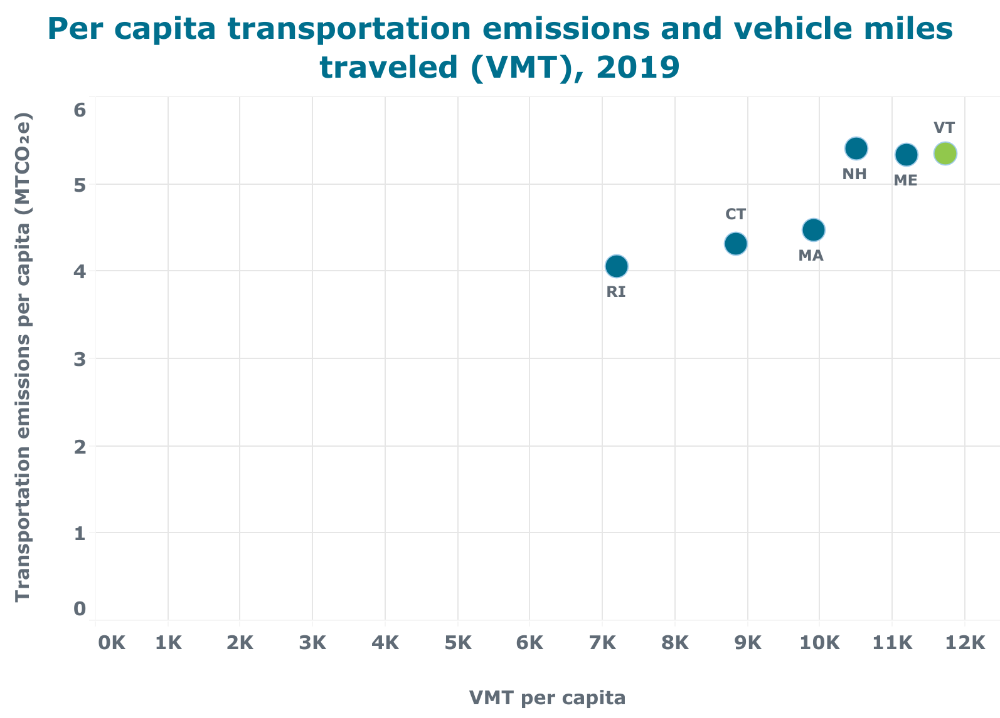 Per capita transportation emissions and vehicle miles
traveled (VMT), 2019
Transportation emissions per capita (MTCO₂e)
6
5
4
3
2
1
0
VT
NH
ME
CT
MA
RI
0K 1K 2K 3K 4K 5K 6K 7K 8K 9K 10K 11K 12K
VMT per capita